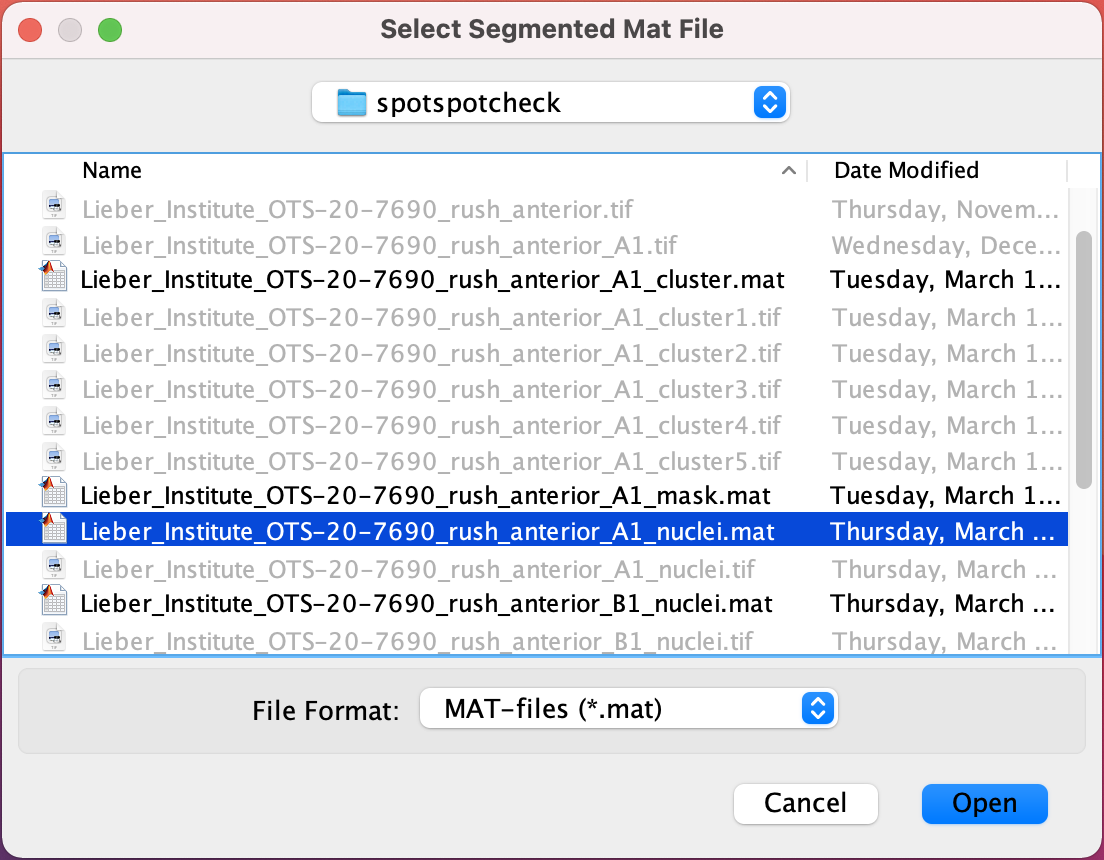 Select Segmented Mat File
spotspotcheck
Name Date Modified
Lieber_Institute_OTS-20-7690_rush_anterior.tif Thursday, Novem...
Lieber_Institute_OTS-20-7690_rush_anterior_A1.tif Wednesday, Dece...
Lieber_Institute_OTS-20-7690_rush_anterior_A1_cluster.mat Tuesday, March 1...
Lieber_Institute_OTS-20-7690_rush_anterior_A1_cluster1.tif Tuesday, March 1...
Lieber_Institute_OTS-20-7690_rush_anterior_A1_cluster2.tif Tuesday, March 1...
Lieber_Institute_OTS-20-7690_rush_anterior_A1_cluster3.tif Tuesday, March 1...
Lieber_Institute_OTS-20-7690_rush_anterior_A1_cluster4.tif Tuesday, March 1...
Lieber_Institute_OTS-20-7690_rush_anterior_A1_cluster5.tif Tuesday, March 1...
Lieber_Institute_OTS-20-7690_rush_anterior_A1_mask.mat Tuesday, March 1...
Lieber_Institute_OTS-20-7690_rush_anterior_A1_nuclei.mat Thursday, March ...
Lieber_Institute_OTS-20-7690_rush_anterior_A1_nuclei.tif Thursday, March ...
Lieber_Institute_OTS-20-7690_rush_anterior_B1_nuclei.mat Thursday, March ...
Lieber_Institute_OTS-20-7690_rush_anterior_B1_nuclei.tif Thursday, March ...
File Format: MAT-files (*.mat)
Cancel Open